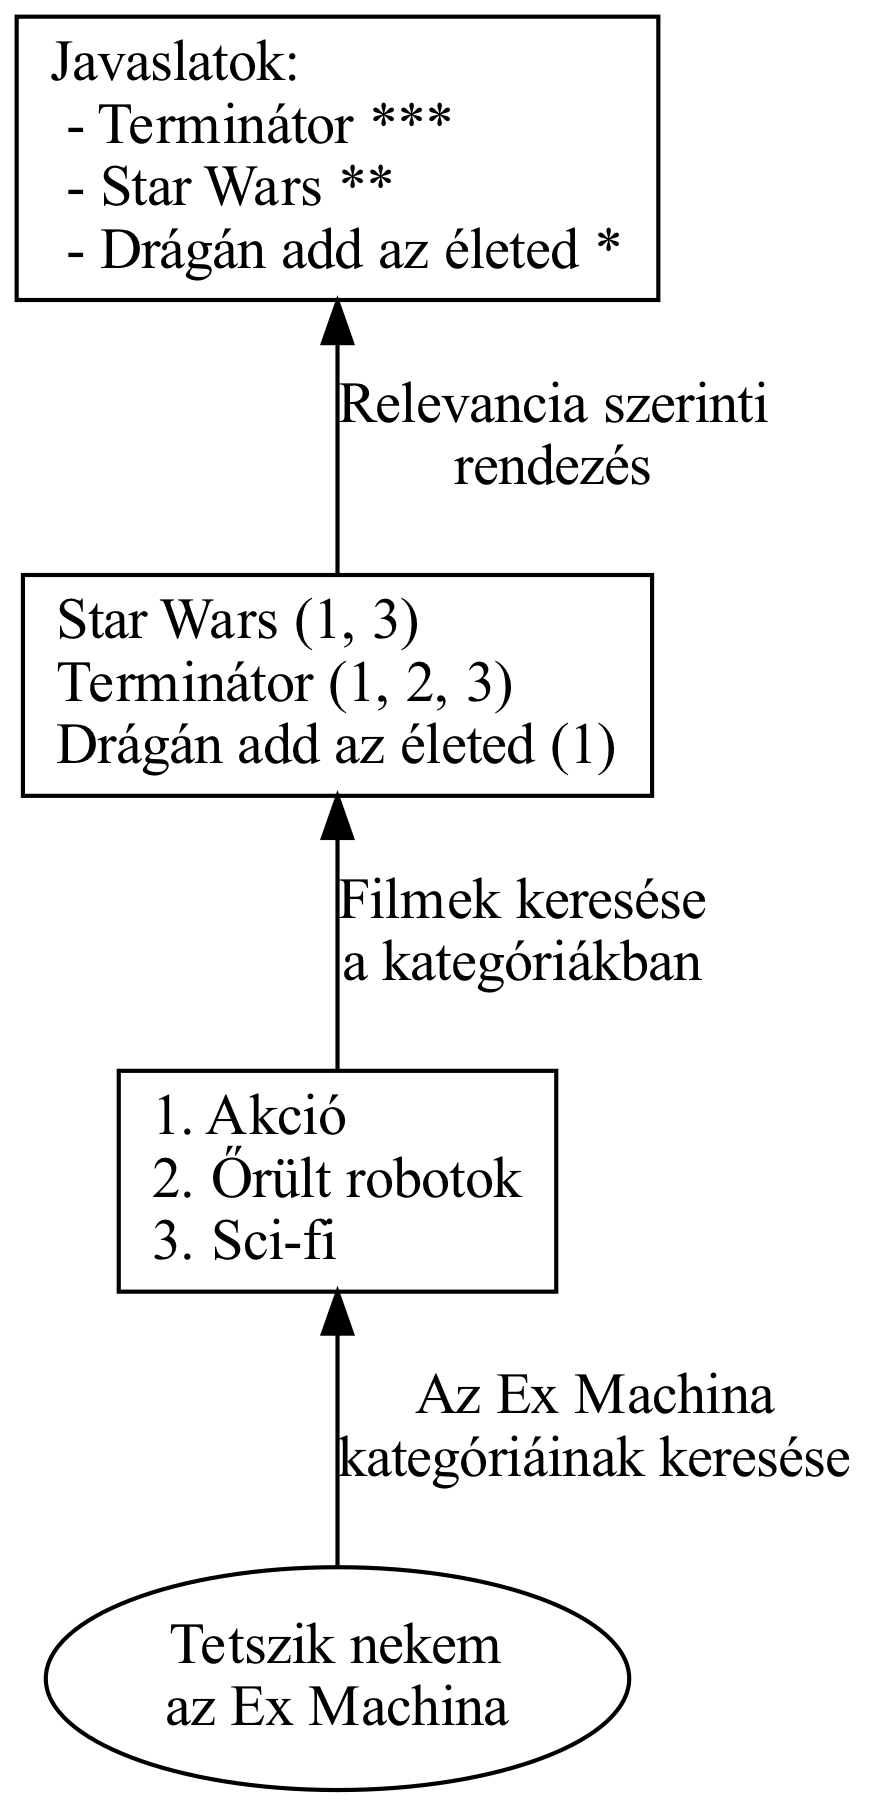 Javaslatok:
- Terminátor ***
- Star Wars **
- Drágán add az életed *
Relevancia szerinti
rendezés
Star Wars (1, 3)
Terminátor (1, 2, 3)
Drágán add az életed (1)
Filmek keresése
a kategóriákban
1. Akció
2. Őrült robotok
3. Sci-fi
Az Ex Machina
kategóriáinak keresése
Tetszik nekem
az Ex Machina